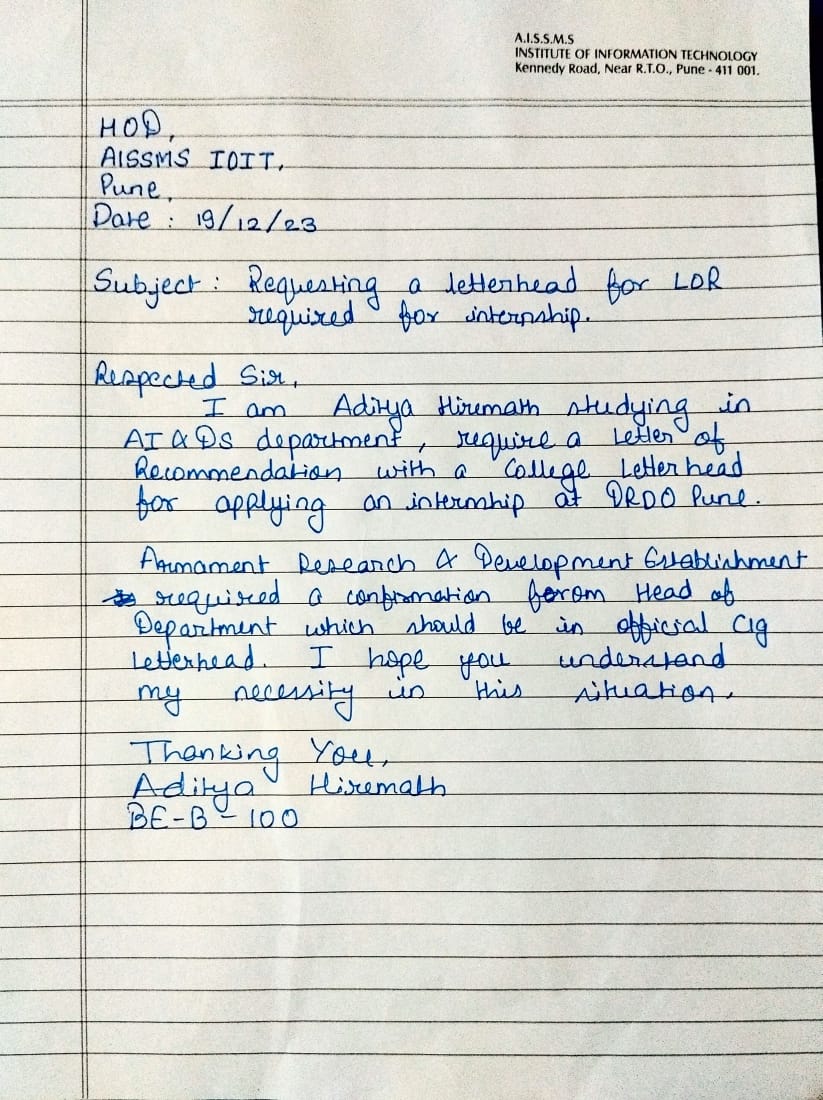 A.I.S.S.M.S
INSTITUTE OF INFORMATION TECHNOLOGY
Kennedy Road, Near R.T.O., Pune - 411 001.
HOD,
AISSMS IOIT,
Pune,
Date : 19/12/23
Subject : Requesting a letterhead for LOR
required for internship.
Respected Sir,
I am Aditya Hiremath studying in
AI & DS department, require a Letter of
Recommendation with a College Letterhead
for applying an internship at DRDO Pune.
Armament Research & Development Establishment
required a confromation forom Head of
Department which should be in official clg
Letterhead. I hope you understand
my necessity in this situation.
Thanking You,
Aditya Hiremath
BE-B-100